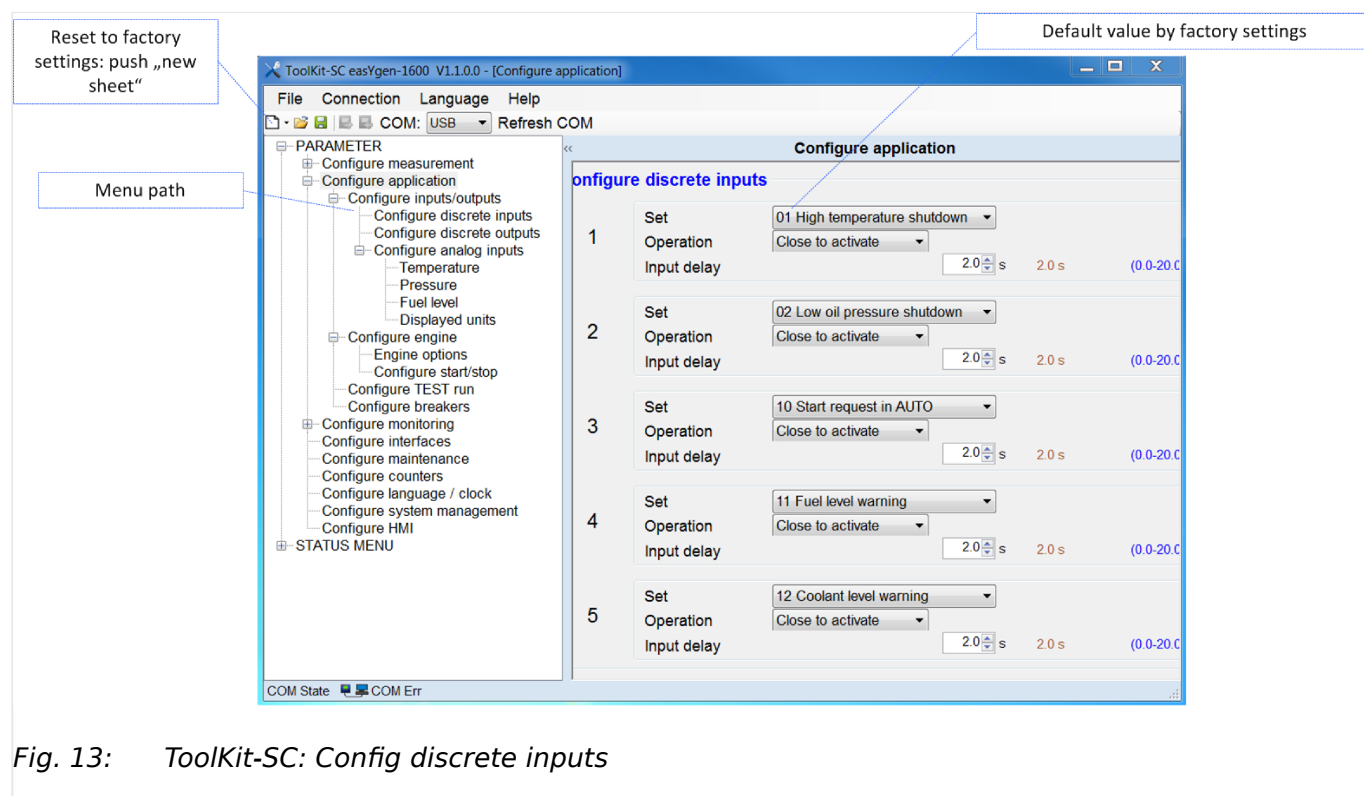 Reset to factory
settings: push „new
sheet“
Default value by factory settings
Menu path
ToolKit-SC easYgen-1600 V1.1.0.0 - [Configure application]
File Connection Language Help
COM: USB Refresh COM
PARAMETER
Configure measurement
Configure application
Configure inputs/outputs
Configure discrete inputs
Configure discrete outputs
Configure analog inputs
Temperature
Pressure
Fuel level
Displayed units
Configure engine
Engine options
Configure start/stop
Configure TEST run
Configure breakers
Configure monitoring
Configure interfaces
Configure maintenance
Configure counters
Configure language / clock
Configure system management
Configure HMI
STATUS MENU
Configure application
onfigure discrete inputs
1
Set 01 High temperature shutdown
Operation Close to activate
Input delay 2.0 s 2.0 s (0.0-20.0
2
Set 02 Low oil pressure shutdown
Operation Close to activate
Input delay 2.0 s 2.0 s (0.0-20.0
3
Set 10 Start request in AUTO
Operation Close to activate
Input delay 2.0 s 2.0 s (0.0-20.0
4
Set 11 Fuel level warning
Operation Close to activate
Input delay 2.0 s 2.0 s (0.0-20.0
5
Set 12 Coolant level warning
Operation Close to activate
Input delay 2.0 s 2.0 s (0.0-20.0
COM State COM Err
Fig. 13: ToolKit-SC: Config discrete inputs